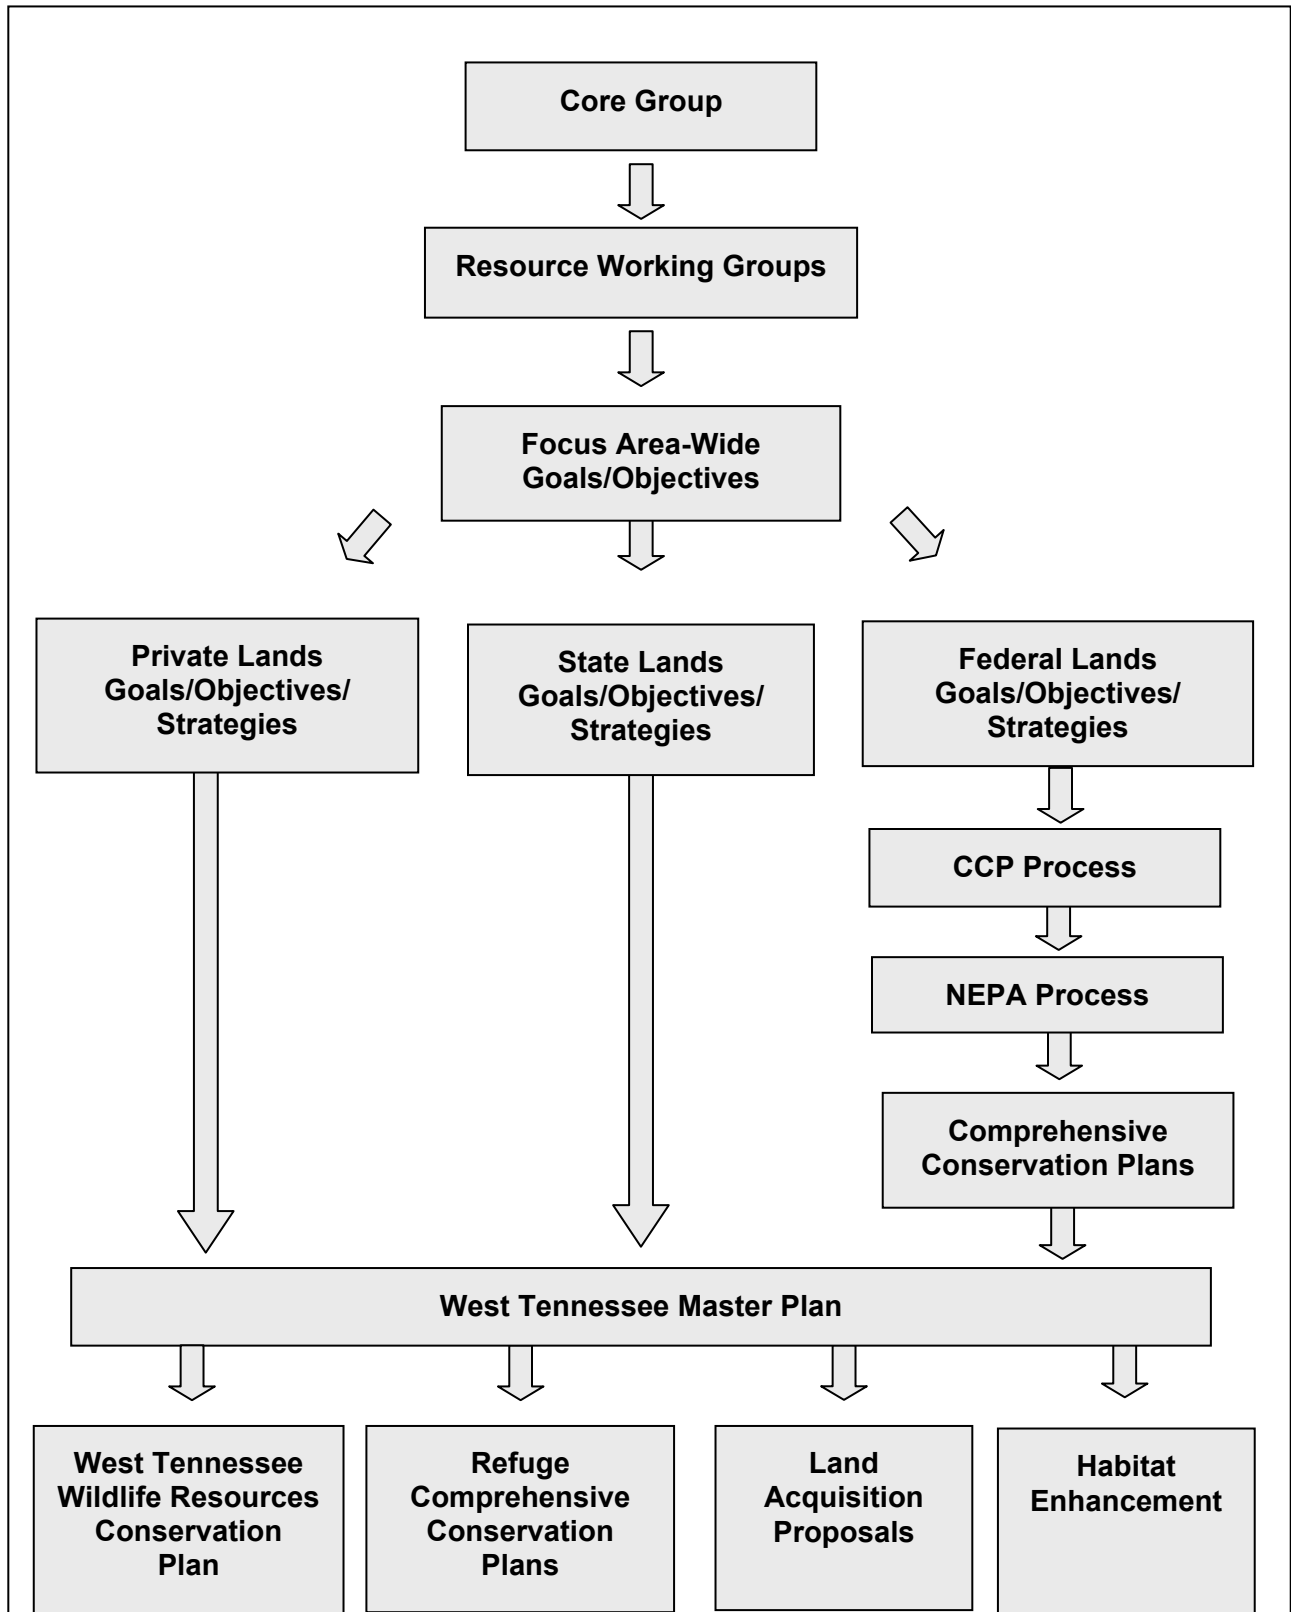 Core Group
Resource Working Groups
Focus Area-Wide
Goals/Objectives
Private Lands
Goals/Objectives/
Strategies
State Lands
Goals/Objectives/
Strategies
Federal Lands
Goals/Objectives/
Strategies
CCP Process
NEPA Process
Comprehensive
Conservation Plans
West Tennessee Master Plan
West Tennessee
Wildlife Resources
Conservation
Plan
Refuge
Comprehensive
Conservation
Plans
Land
Acquisition
Proposals
Habitat
Enhancement